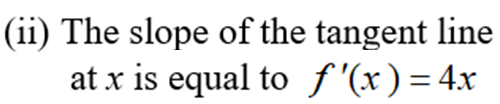 (ii) The slope of the tangent line
at x is equal to f '(x) = 4x